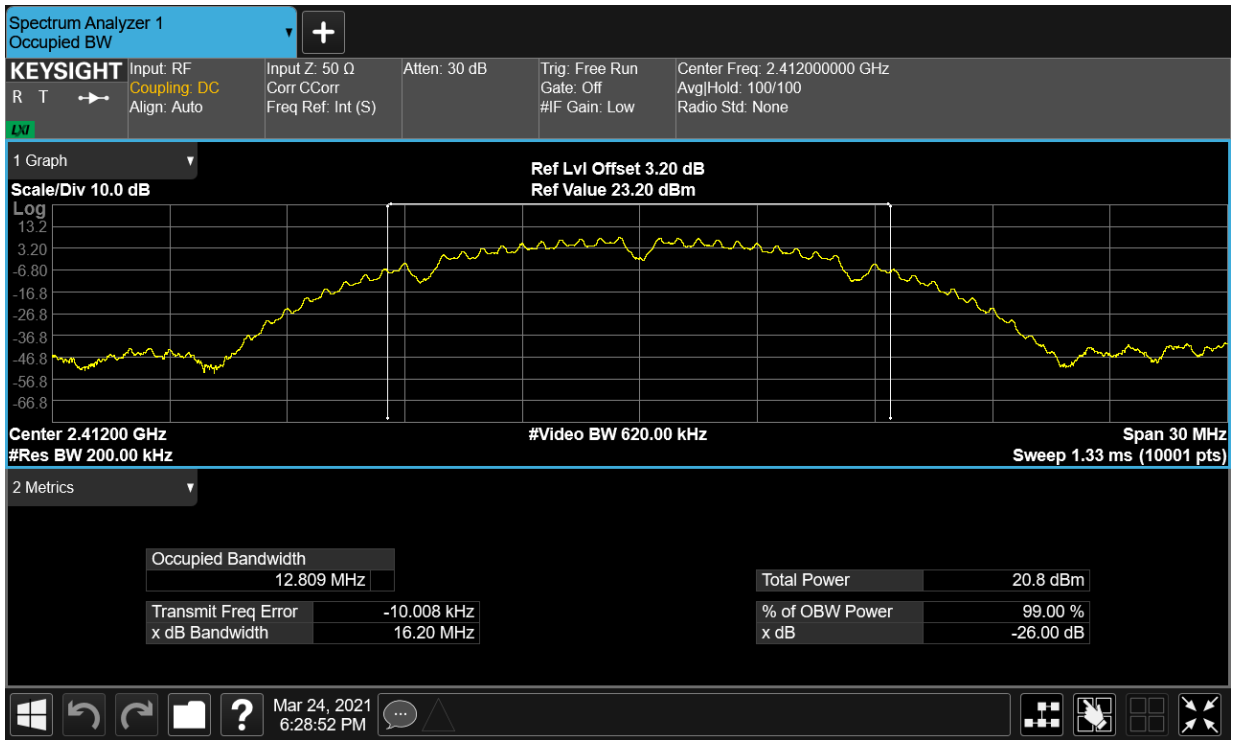 Spectrum Analyzer 1
Occupied BW
KEYSIGHT
R T
LXI
Input: RF
Coupling: DC
Align: Auto
Input Z: 50 Ω
Corr CCorr
Freq Ref: Int (S)
Atten: 30 dB
Trig: Free Run
Gate: Off
#IF Gain: Low
Center Freq: 2.412000000 GHz
Avg|Hold: 100/100
Radio Std: None
1 Graph
Scale/Div 10.0 dB
Ref Lvl Offset 3.20 dB
Ref Value 23.20 dBm
Log
13.2
3.20
-6.80
-16.8
-26.8
-36.8
-46.8
-56.8
-66.8
Center 2.41200 GHz
#Video BW 620.00 kHz
Span 30 MHz
#Res BW 200.00 kHz
Sweep 1.33 ms (10001 pts)
2 Metrics
Occupied Bandwidth
12.809 MHz
Total Power 20.8 dBm
Transmit Freq Error -10.008 kHz
% of OBW Power 99.00 %
x dB Bandwidth 16.20 MHz
x dB -26.00 dB
?
Mar 24, 2021
6:28:52 PM